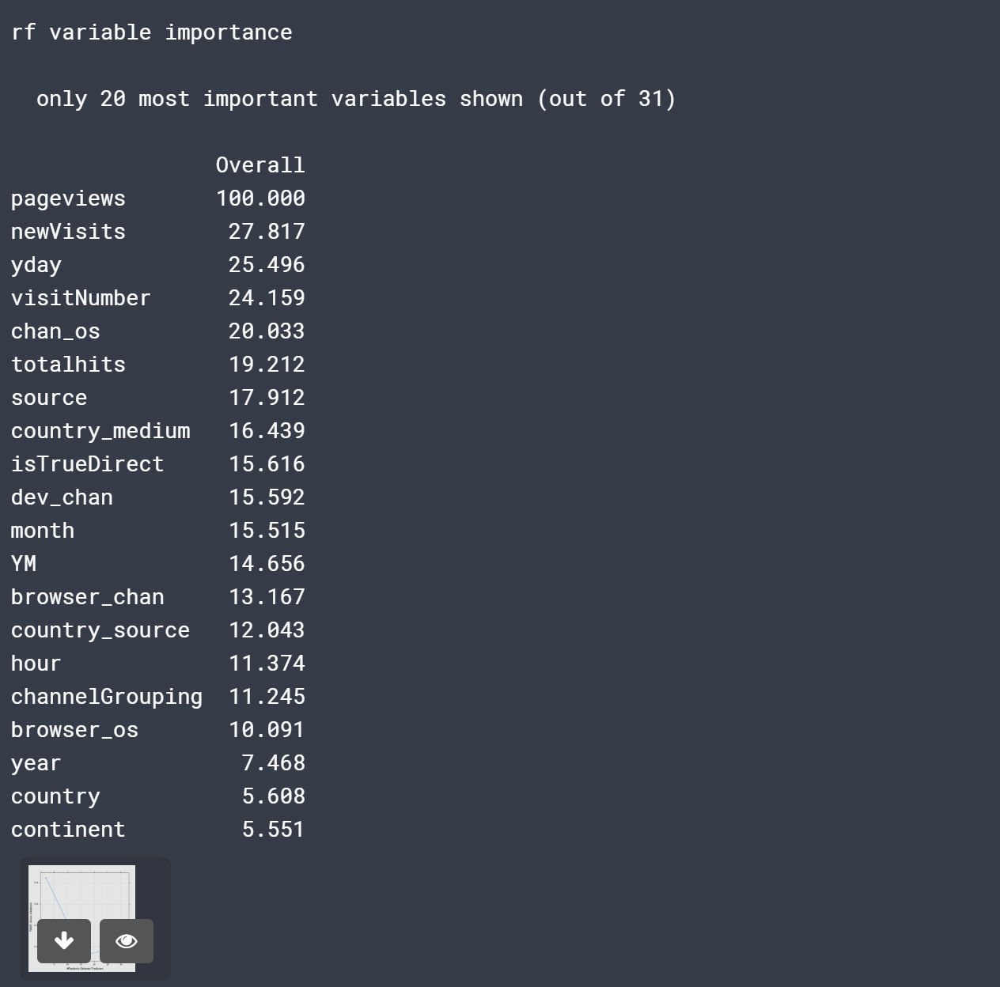 rf variable importance
only 20 most important variables shown (out of 31)
Overall
pageviews 100.000
newVisits 27.817
yday 25.496
visitNumber 24.159
chan_os 20.033
totalhits 19.212
source 17.912
country_medium 16.439
isTrueDirect 15.616
dev_chan 15.592
month 15.515
YM 14.656
browser_chan 13.167
country_source 12.043
hour 11.374
channelGrouping 11.245
browser_os 10.091
year 7.468
country 5.608
continent 5.551
#Randomly Selected Predictors